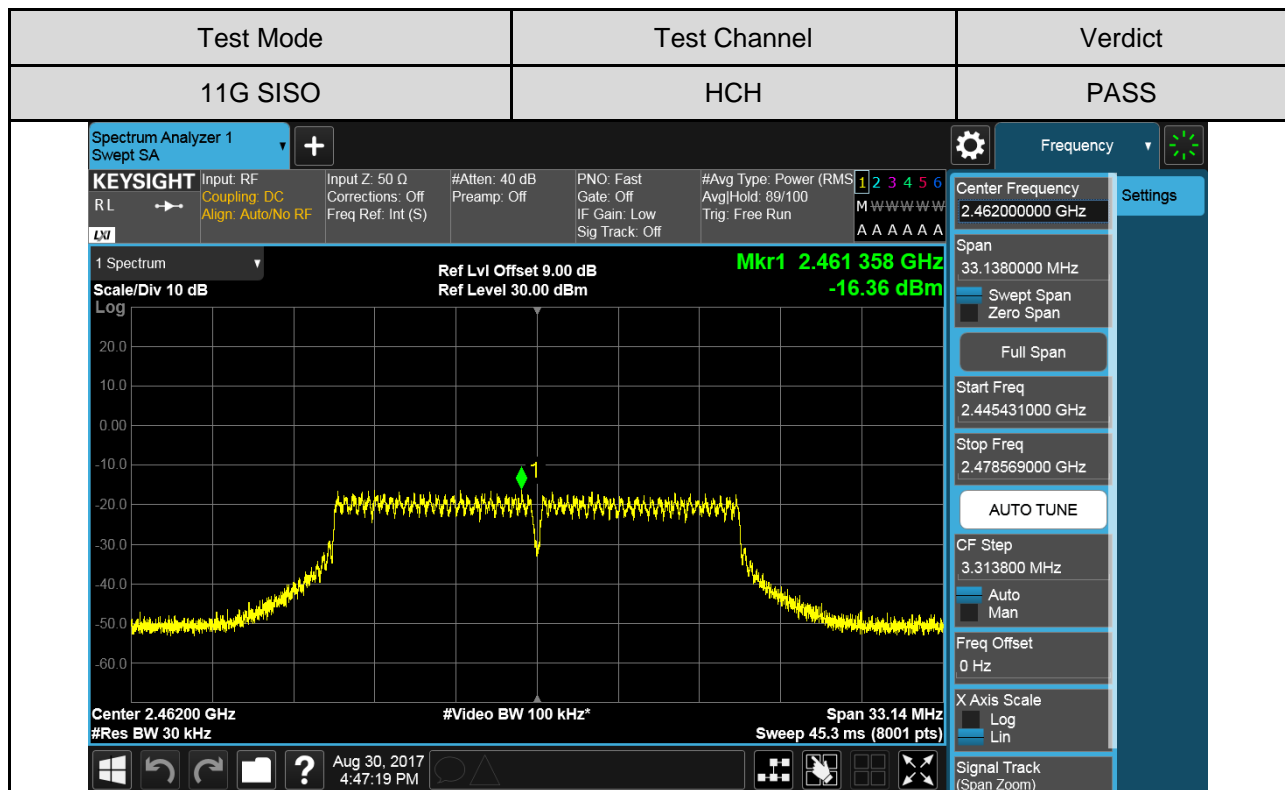 Test Mode Test Channel Verdict
11G SISO HCH PASS
Spectrum Analyzer 1
Swept SA
+
Frequency
KEYSIGHT Input: RF Input Z: 50 Ω #Atten: 40 dB PNO: Fast #Avg Type: Power (RMS 1 2 3 4 5 6
R L Coupling: DC Corrections: Off Preamp: Off Gate: Off Avg|Hold: 89/100 M W W W W W
Align: Auto/No RF Freq Ref: Int (S) IF Gain: Low Trig: Free Run
LXI Sig Track: Off A A A A A A
1 Spectrum
Ref Lvl Offset 9.00 dB
Mkr1 2.461 358 GHz
Scale/Div 10 dB Ref Level 30.00 dBm -16.36 dBm
Log
20.0
10.0
0.00
-10.0
1
-20.0
-30.0
-40.0
-50.0
-60.0
Center 2.46200 GHz #Video BW 100 kHz* Span 33.14 MHz
#Res BW 30 kHz Sweep 45.3 ms (8001 pts)
? Aug 30, 2017
4:47:19 PM
Center Frequency
2.462000000 GHz
Settings
Span
33.1380000 MHz
Swept Span
Zero Span
Full Span
Start Freq
2.445431000 GHz
Stop Freq
2.478569000 GHz
AUTO TUNE
CF Step
3.313800 MHz
Auto
Man
Freq Offset
0 Hz
X Axis Scale
Log
Lin
Signal Track
(Span Zoom)